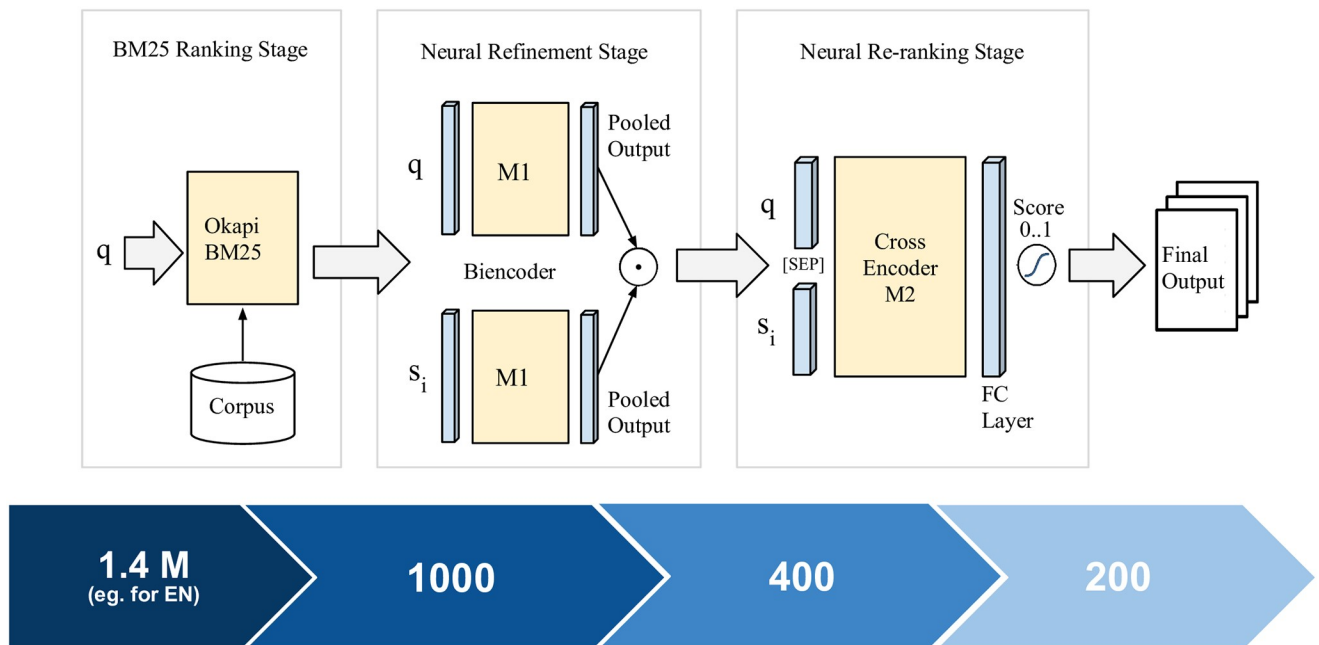 BM25 Ranking Stage
q
Okapi
BM25
Corpus
Neural Refinement Stage
q
M1
Pooled
Output
Biencoder
s_i
M1
Pooled
Output
Neural Re-ranking Stage
q
[SEP]
s_i
Cross
Encoder
M2
FC
Layer
Score
0..1
Final
Output
1.4 M
(eg. for EN)
1000
400
200